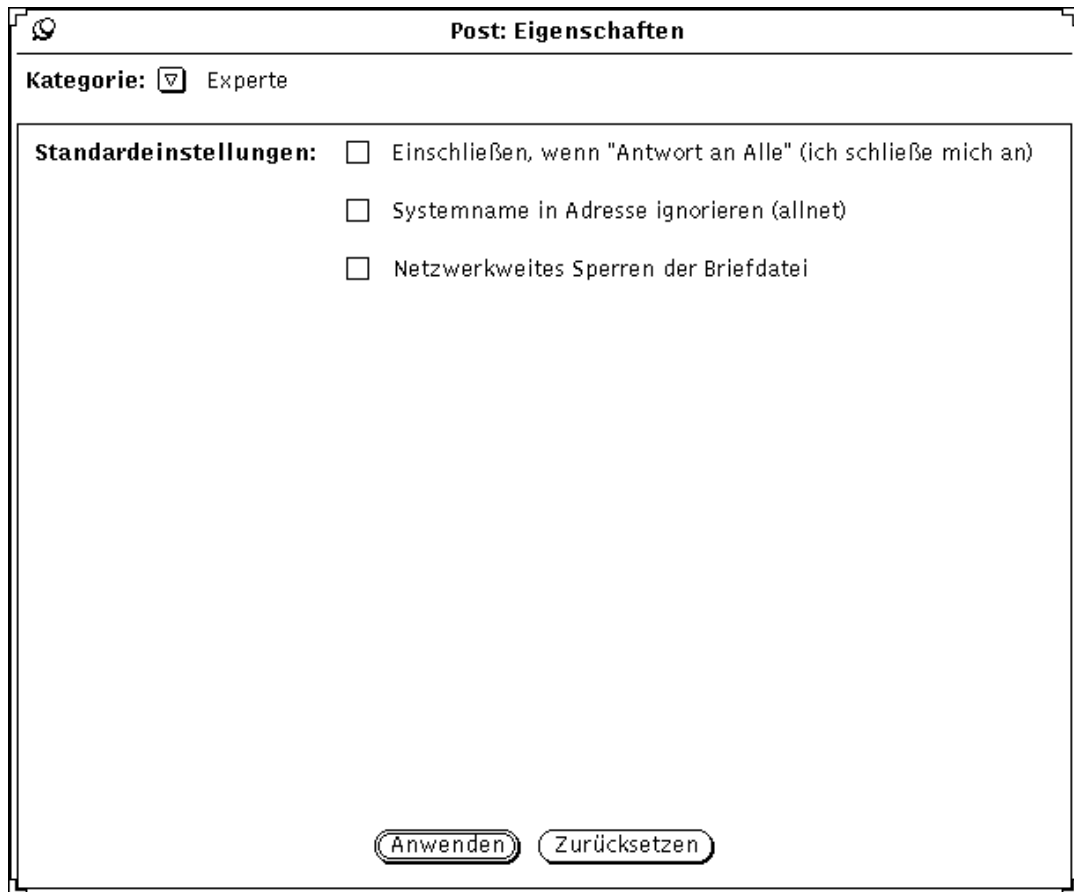 Post: Eigenschaften
Kategorie: Experte
Standardeinstellungen: Einschließen, wenn "Antwort an Alle" (ich schließe mich an)
Systemname in Adresse ignorieren (allnet)
Netzwerkweites Sperren der Briefdatei
Anwenden Zurücksetzen